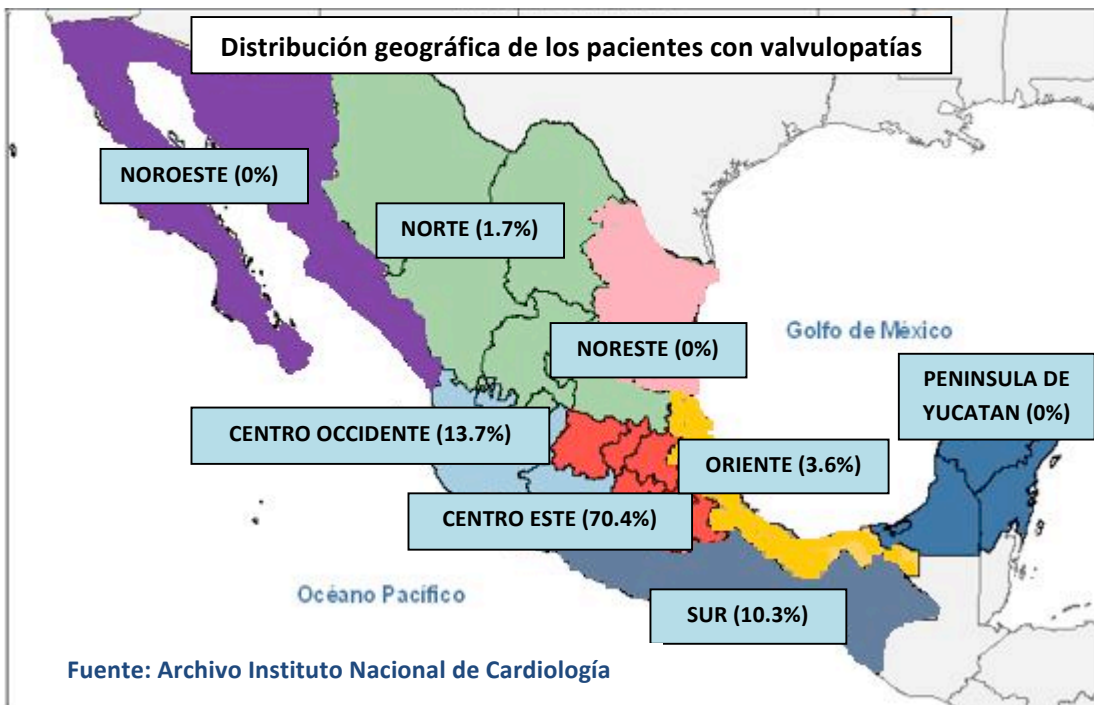 Distribución geográfica de los pacientes con valvulopatías
NOROESTE (0%)
NORTE (1.7%)
NORESTE (0%)
Golfo de México
PENINSULA DE
YUCATAN (0%)
CENTRO OCCIDENTE (13.7%)
ORIENTE (3.6%)
CENTRO ESTE (70.4%)
Océano Pacífico
SUR (10.3%)
Fuente: Archivo Instituto Nacional de Cardiología